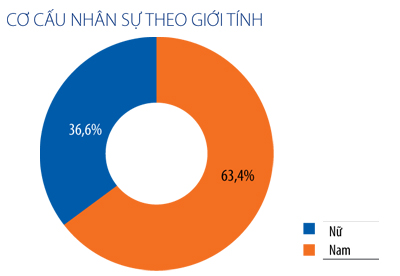 CƠ CẤU NHÂN SỰ THEO GIỚI TÍNH
36,6%
63,4%
Nữ
Nam